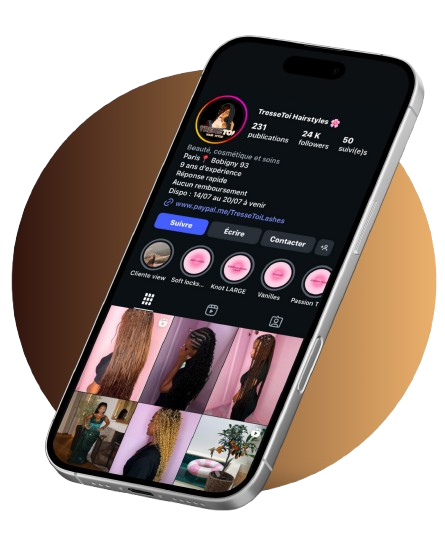 TresseToi Hairstyles 🌸
231
publications
24 K
followers
50
suivi(e)s
TRESSETOI
Beauté, cosmétique et soins
Paris 📍 Bobigny 93
9 ans d'expérience
Réponse rapide
Aucun remboursement
Dispo : 14/07 au 20/07 à venir
www.paypal.me/TresseToiLashes
Suivre
Écrire
Contacter
Cliente view
Soft locks...
Knot LARGE
Vanilles
Passion T